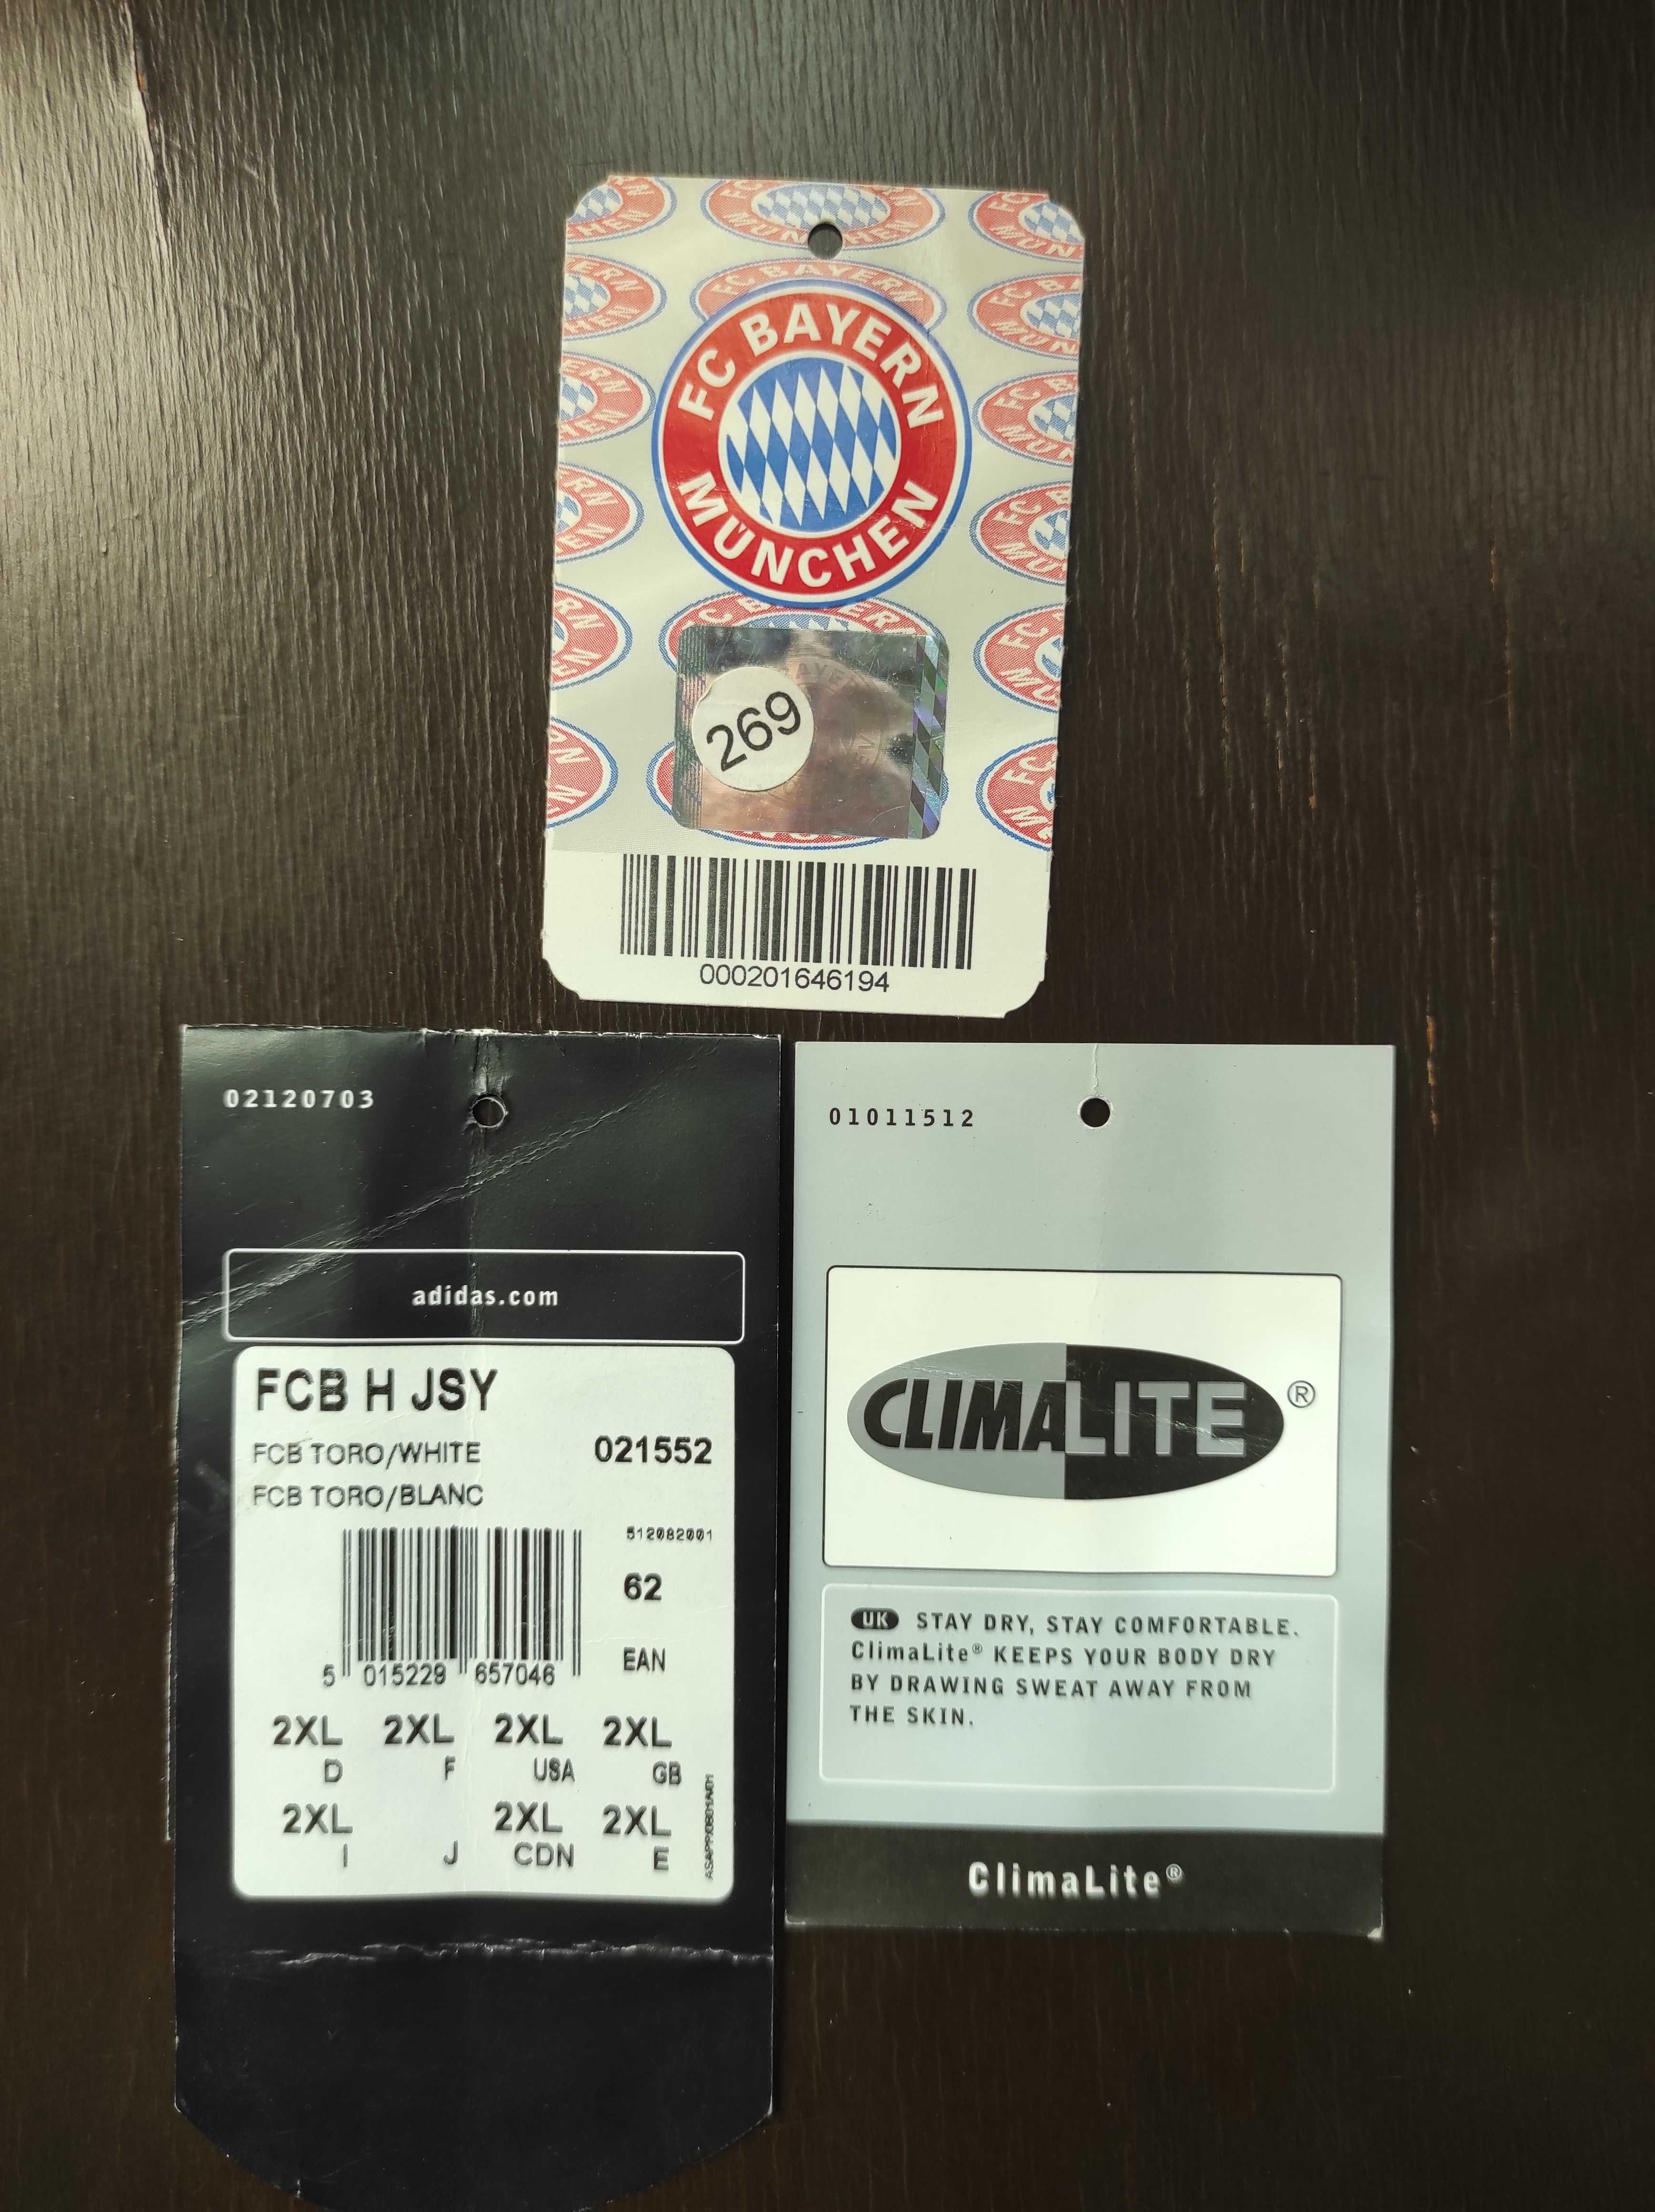 FC BAYERN
MÜNCHEN
269
000201646194
02120703
adidas.com
FCB H JSY
FCB TORO/WHITE 021552
FCB TORO/BLANC
512082001
62
EAN
5 015229 657046
2XL 2XL 2XL 2XL
D F USA GB
2XL 2XL 2XL
I J CDN E
01011512
CLIMALITE®
UK STAY DRY, STAY COMFORTABLE.
ClimaLite® KEEPS YOUR BODY DRY
BY DRAWING SWEAT AWAY FROM
THE SKIN.
ClimaLite®